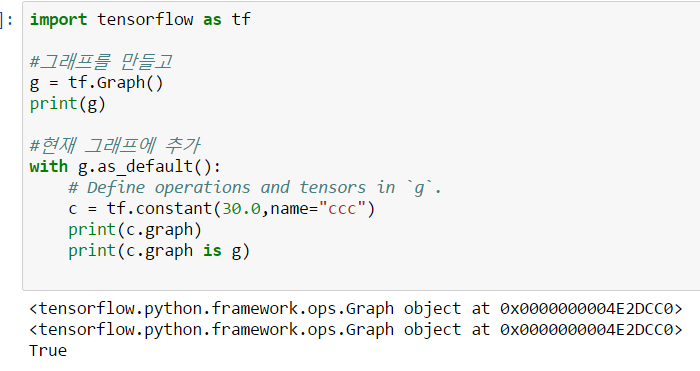 ]: import tensorflow as tf
#그래프를 만들고
g = tf.Graph()
print(g)
#현재 그래프에 추가
with g.as_default():
    # Define operations and tensors in `g`.
    c = tf.constant(30.0,name="ccc")
    print(c.graph)
    print(c.graph is g)
<tensorflow.python.framework.ops.Graph object at 0x0000000004E2DCC0>
<tensorflow.python.framework.ops.Graph object at 0x0000000004E2DCC0>
True